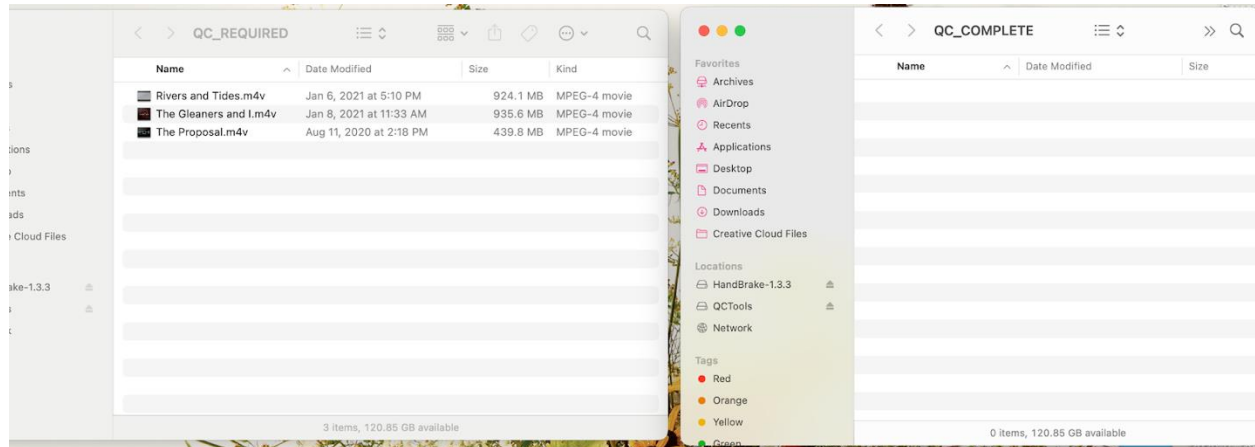 QC_REQUIRED
Name Date Modified Size Kind
Rivers and Tides.m4v Jan 6, 2021 at 5:10 PM 924.1 MB MPEG-4 movie
The Gleaners and I.m4v Jan 8, 2021 at 11:33 AM 935.6 MB MPEG-4 movie
The Proposal.m4v Aug 11, 2020 at 2:18 PM 439.8 MB MPEG-4 movie
Cloud Files
3 items, 120.85 GB available
QC_COMPLETE
Favorites
Archives
AirDrop
Recents
Applications
Desktop
Documents
Downloads
Creative Cloud Files
Locations
HandBrake-1.3.3
QCTools
Network
Tags
Red
Orange
Yellow
Green
Name Date Modified Size
0 items, 120.85 GB available